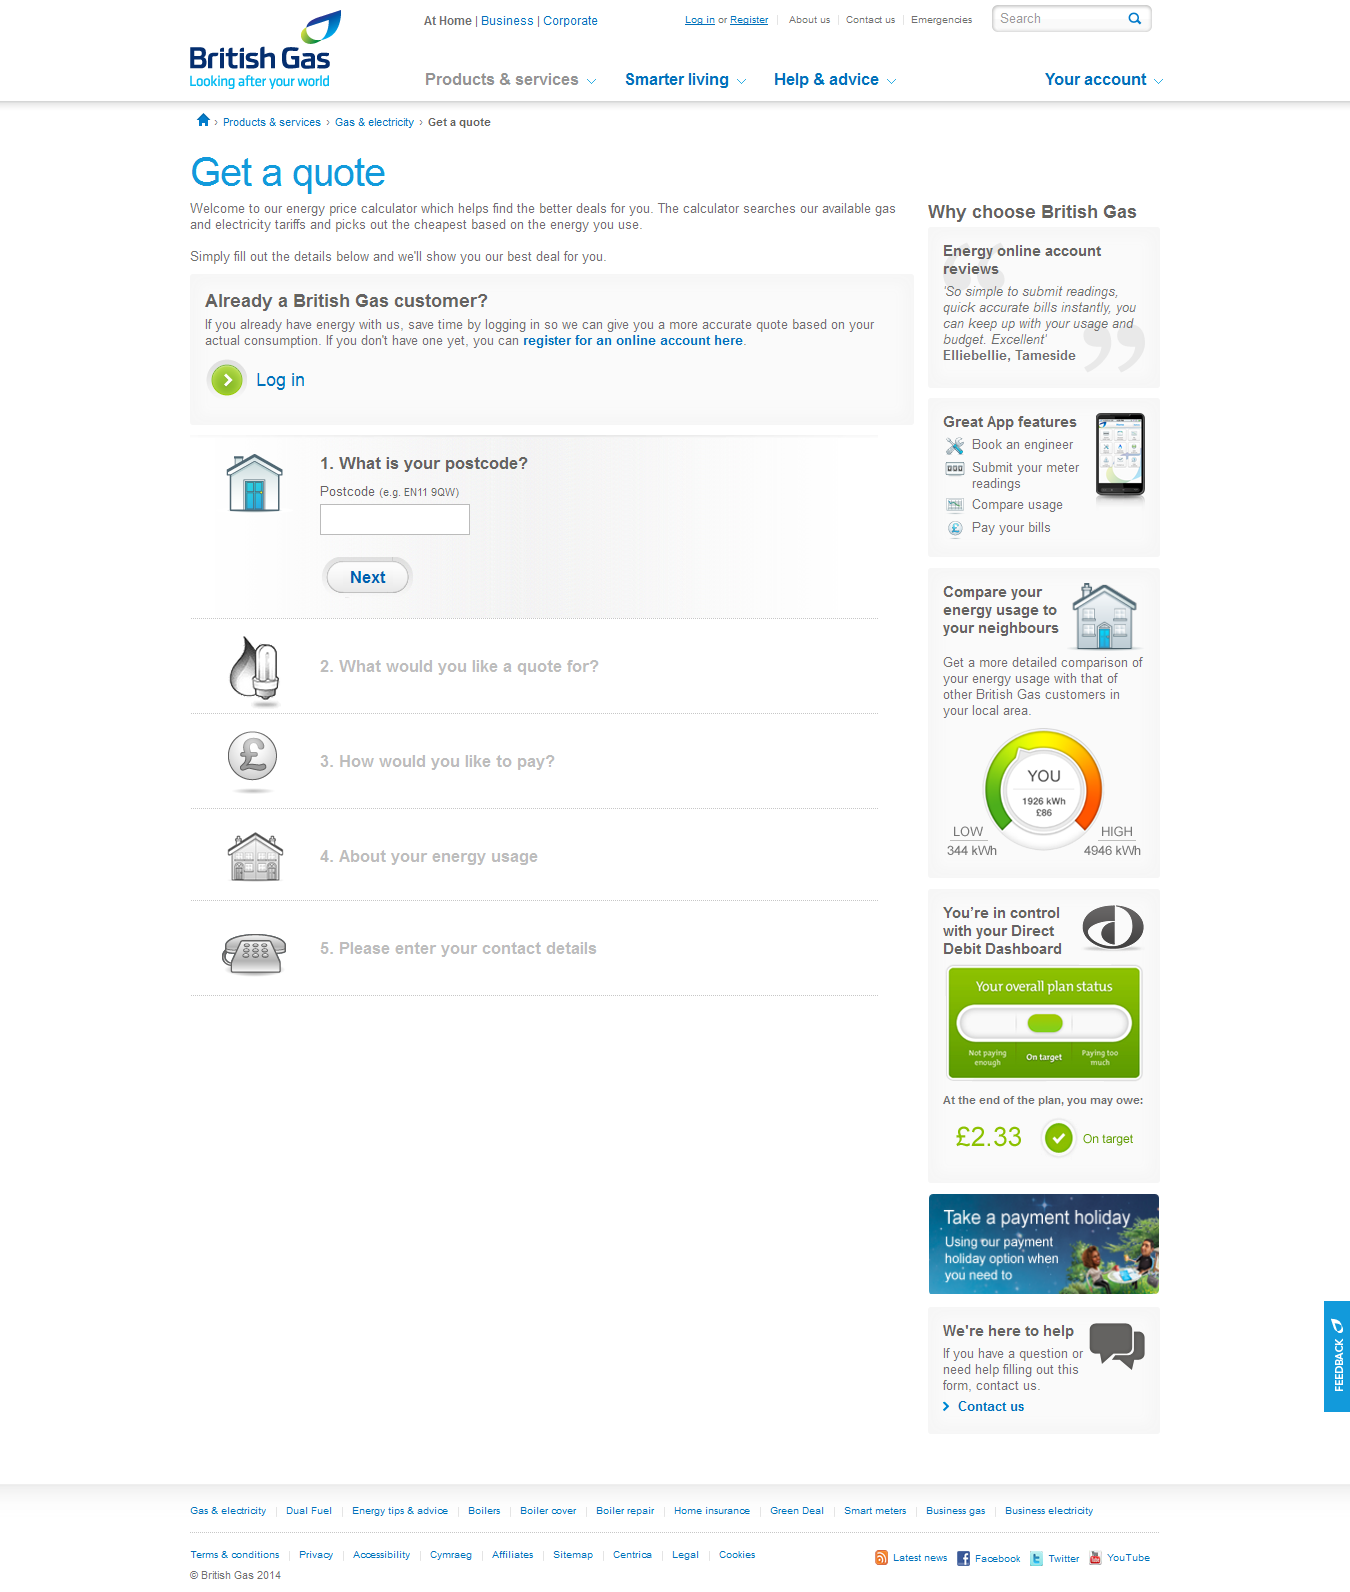 British Gas
Looking after your world
At Home | Business | Corporate
Log in or Register
About us
Contact us
Emergencies
Search
Products & services
Smarter living
Help & advice
Your account
› Products & services › Gas & electricity › Get a quote
Get a quote
Welcome to our energy price calculator which helps find the better deals for you. The calculator searches our available gas
and electricity tariffs and picks out the cheapest based on the energy you use.
Simply fill out the details below and we'll show you our best deal for you.
Already a British Gas customer?
If you already have energy with us, save time by logging in so we can give you a more accurate quote based on your
actual consumption. If you don't have one yet, you can register for an online account here.
Log in
1. What is your postcode?
Postcode (e.g. EN11 9QW)
Next
2. What would you like a quote for?
£
3. How would you like to pay?
4. About your energy usage
5. Please enter your contact details
Why choose British Gas
Energy online account
reviews
'So simple to submit readings,
quick accurate bills instantly, you
can keep up with your usage and
budget. Excellent'
Elliebellie, Tameside
Great App features
Book an engineer
Submit your meter
readings
Compare usage
Pay your bills
Compare your
energy usage to
your neighbours
Get a more detailed comparison of
your energy usage with that of
other British Gas customers in
your local area.
YOU
1926 kWh
£86
LOW
344 kWh
HIGH
4946 kWh
You're in control
with your Direct
Debit Dashboard
Your overall plan status
Not paying
enough
On target
Paying too
much
At the end of the plan, you may owe:
£2.33
On target
Take a payment holiday
Using our payment
holiday option when
you need to
We're here to help
If you have a question or
need help filling out this
form, contact us.
Contact us
FEEDBACK
Gas & electricity
Dual Fuel
Energy tips & advice
Boilers
Boiler cover
Boiler repair
Home insurance
Green Deal
Smart meters
Business gas
Business electricity
Terms & conditions
Privacy
Accessibility
Cymraeg
Affiliates
Sitemap
Centrica
Legal
Cookies
Latest news
Facebook
Twitter
YouTube
© British Gas 2014